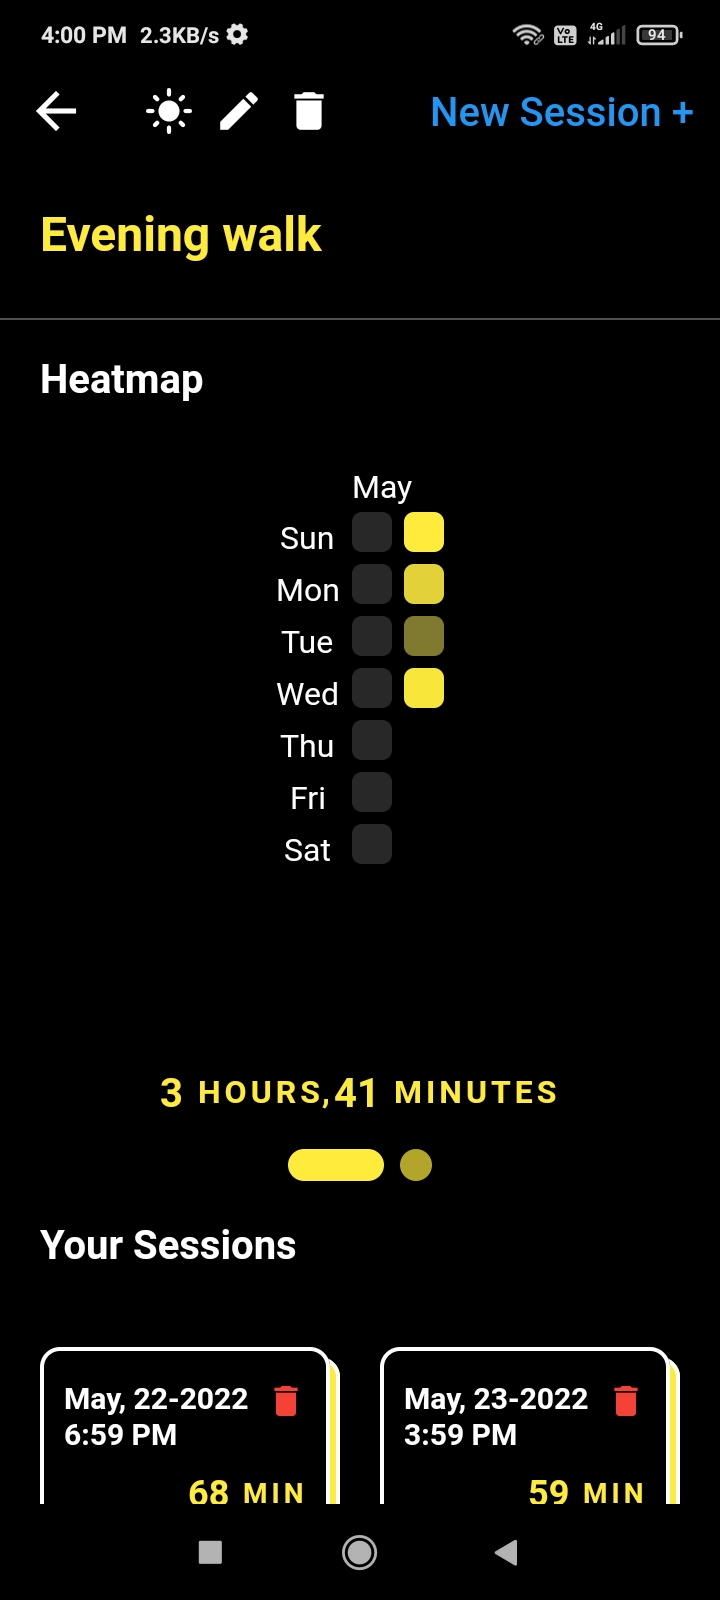 4:00 PM 2.3KB/s Vo LTE 4G 94
New Session +
Evening walk
Heatmap
May
Sun
Mon
Tue
Wed
Thu
Fri
Sat
3 HOURS,41 MINUTES
Your Sessions
May, 22-2022 May, 23-2022
6:59 PM 3:59 PM
68 MIN 59 MIN